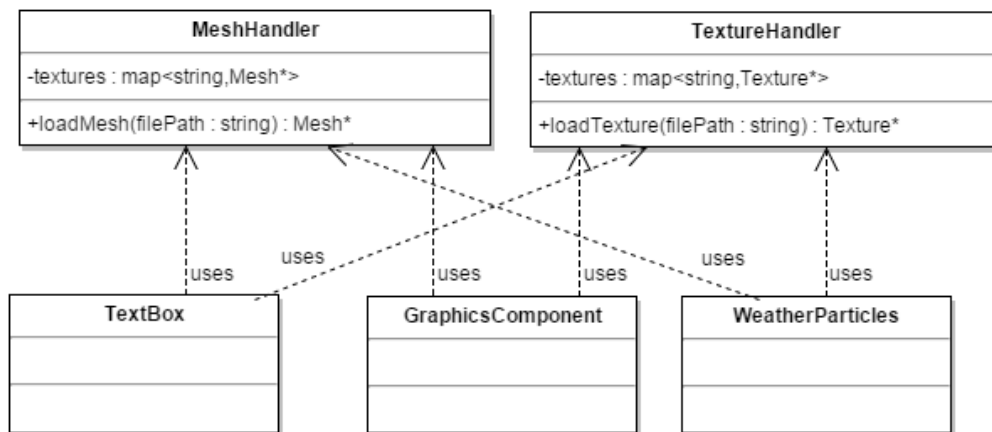 MeshHandler
-textures : map<string,Mesh*>
+loadMesh(filePath : string) : Mesh*
TextureHandler
-textures : map<string,Texture*>
+loadTexture(filePath : string) : Texture*
uses
uses
uses
uses
uses
uses
TextBox
GraphicsComponent
WeatherParticles